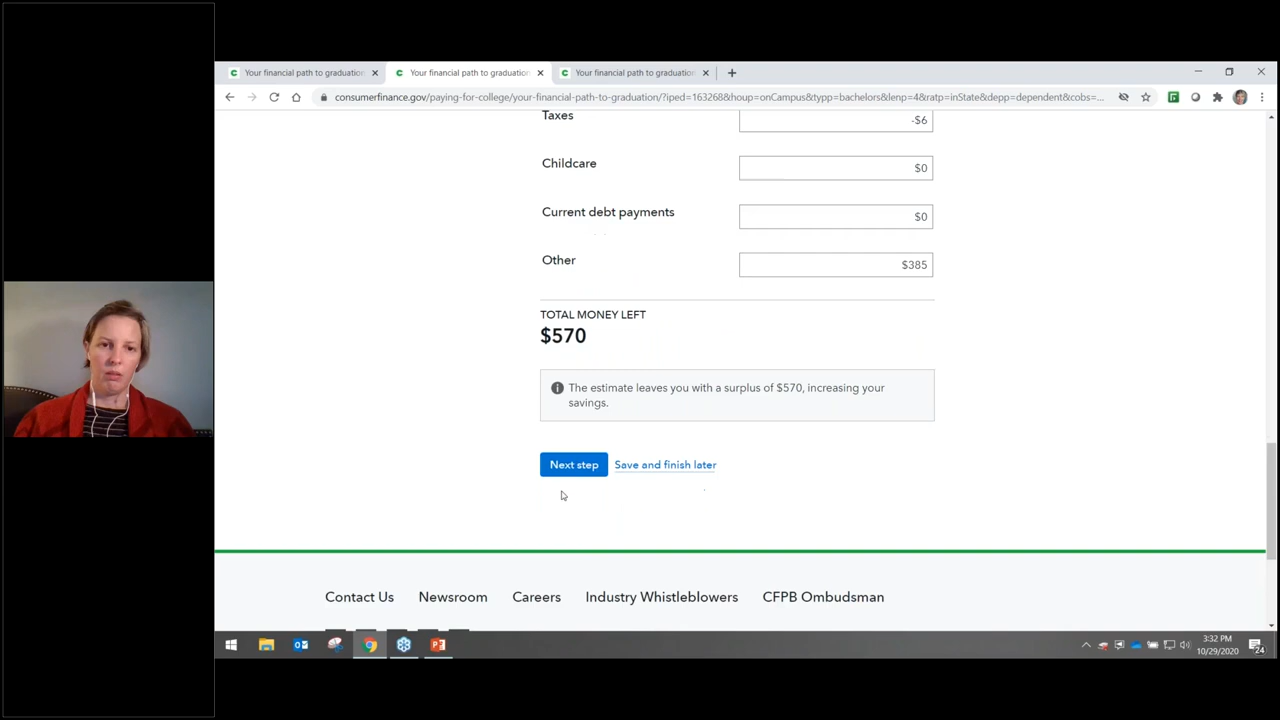 Your financial path to graduation
Your financial path to graduation
Your financial path to graduation
consumerfinance.gov/paying-for-college/your-financial-path-to-graduation/?iped=163268&houp=onCampus&typp=bachelors&lenp=4&ratp=inState&depp=dependent&cobs=...
Taxes -$6
Childcare $0
Current debt payments $0
Other $385
TOTAL MONEY LEFT
$570
The estimate leaves you with a surplus of $570, increasing your
savings.
Next step Save and finish later
Contact Us Newsroom Careers Industry Whistleblowers CFPB Ombudsman
3:32 PM
10/29/2020
24